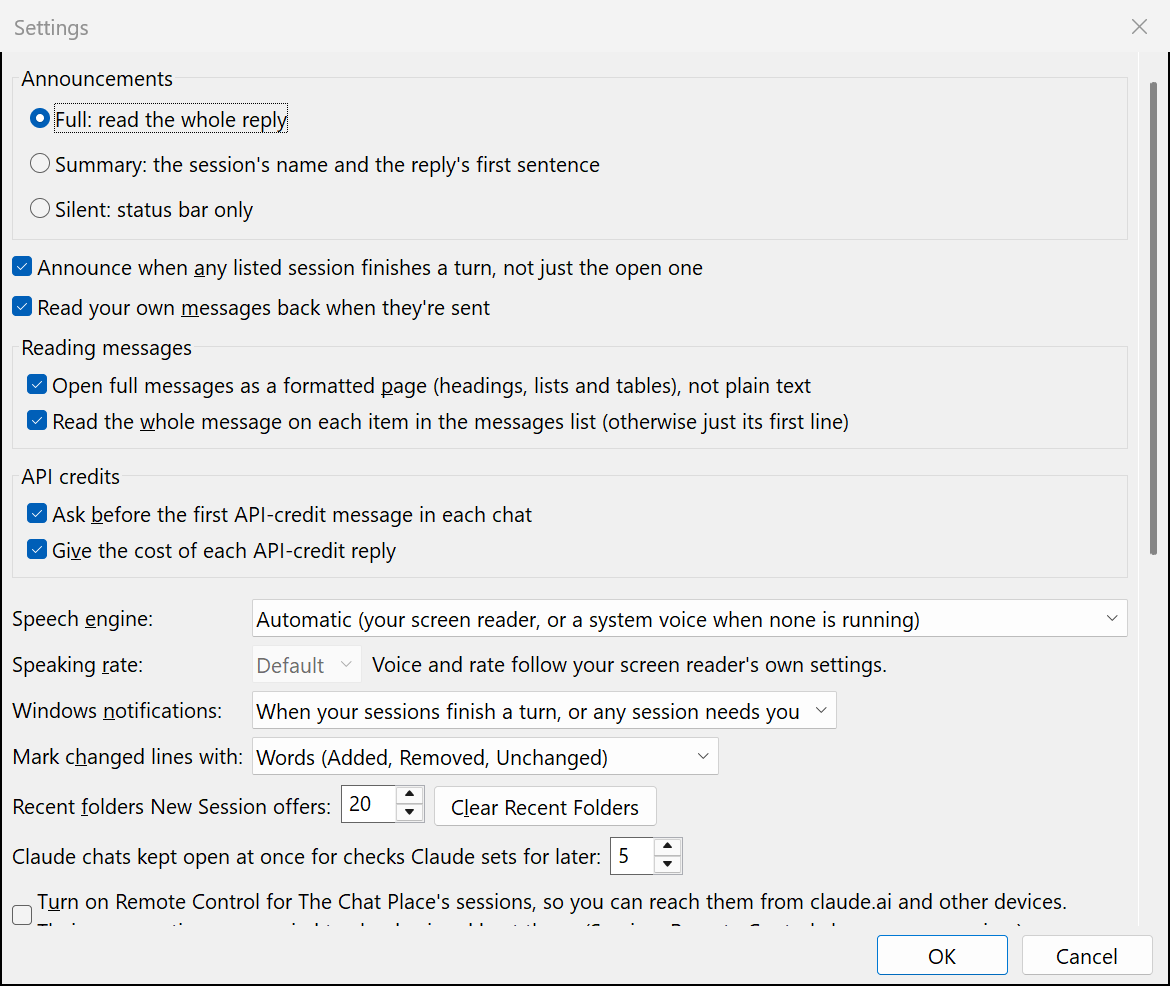 Settings
Announcements
Full: read the whole reply
Summary: the session's name and the reply's first sentence
Silent: status bar only
Announce when any listed session finishes a turn, not just the open one
Read your own messages back when they're sent
Reading messages
Open full messages as a formatted page (headings, lists and tables), not plain text
Read the whole message on each item in the messages list (otherwise just its first line)
API credits
Ask before the first API-credit message in each chat
Give the cost of each API-credit reply
Speech engine: Automatic (your screen reader, or a system voice when none is running)
Speaking rate: Default Voice and rate follow your screen reader's own settings.
Windows notifications: When your sessions finish a turn, or any session needs you
Mark changed lines with: Words (Added, Removed, Unchanged)
Recent folders New Session offers: 20 Clear Recent Folders
Claude chats kept open at once for checks Claude sets for later: 5
Turn on Remote Control for The Chat Place's sessions, so you can reach them from claude.ai and other devices.
OK Cancel